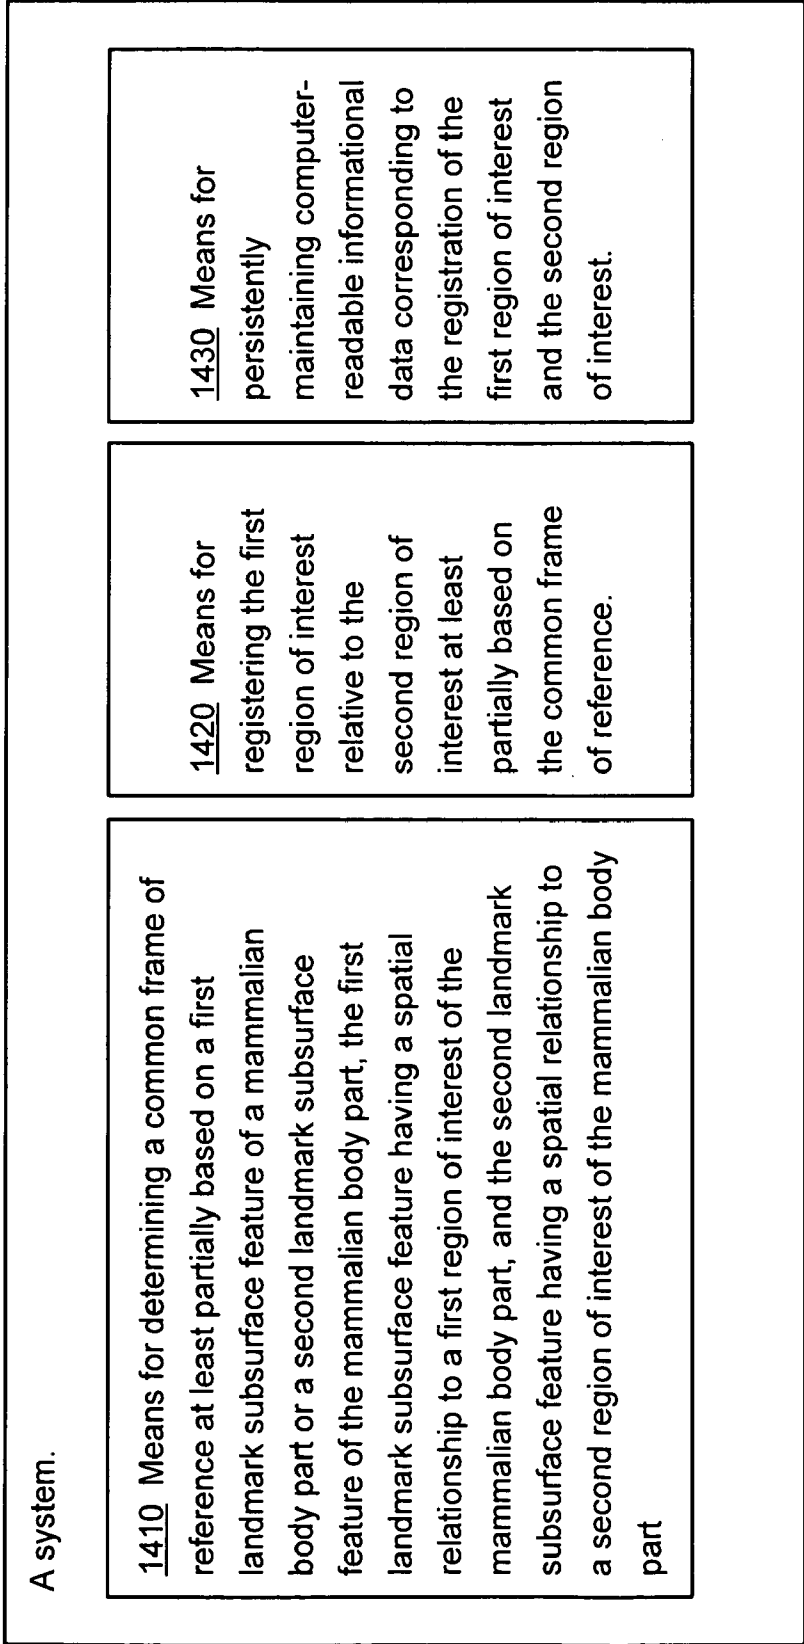 A system.
1410 Means for determining a common frame of
reference at least partially based on a first
landmark subsurface feature of a mammalian
body part or a second landmark subsurface
feature of the mammalian body part, the first
landmark subsurface feature having a spatial
relationship to a first region of interest of the
mammalian body part, and the second landmark
subsurface feature having a spatial relationship to
a second region of interest of the mammalian body
part
1420 Means for
registering the first
region of interest
relative to the
second region of
interest at least
partially based on
the common frame
of reference.
1430 Means for
persistently
maintaining computer-
readable informational
data corresponding to
the registration of the
first region of interest
and the second region
of interest.